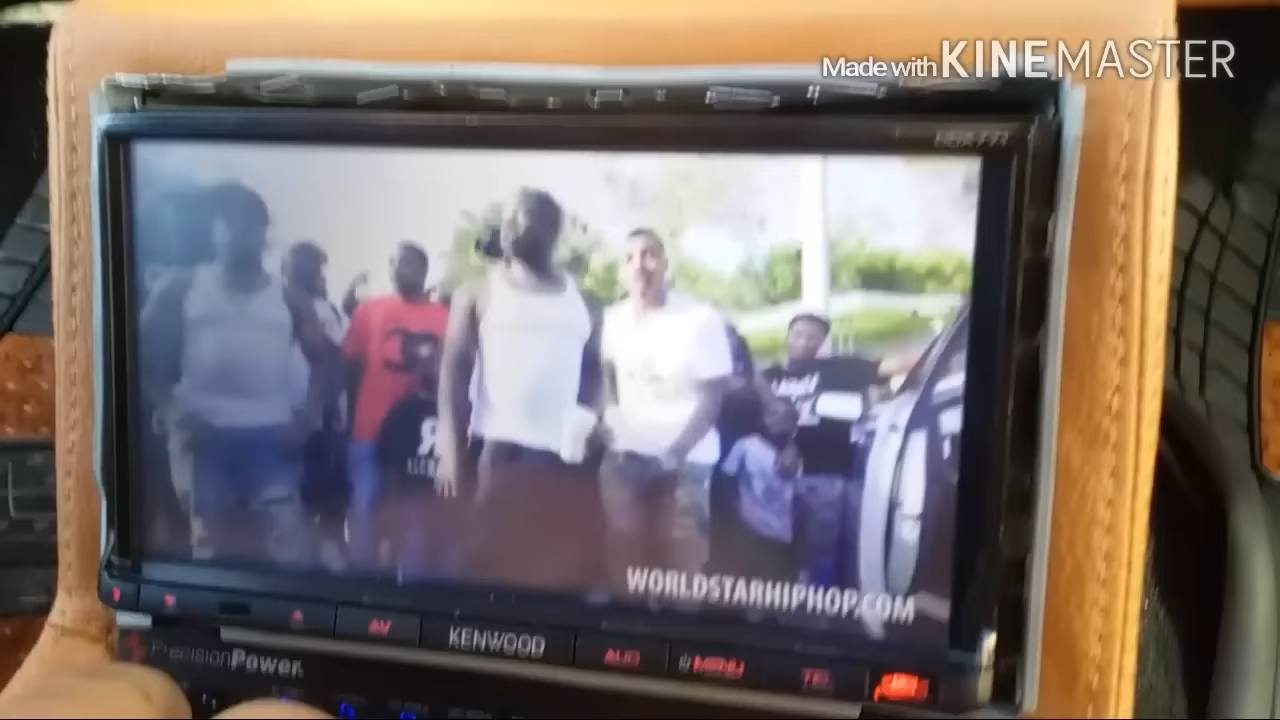 Made with KINEMASTER
WORLDSTARHIPHOP.COM
AV
KENWOOD
AUD
MENU
TEL
PrecisionPower